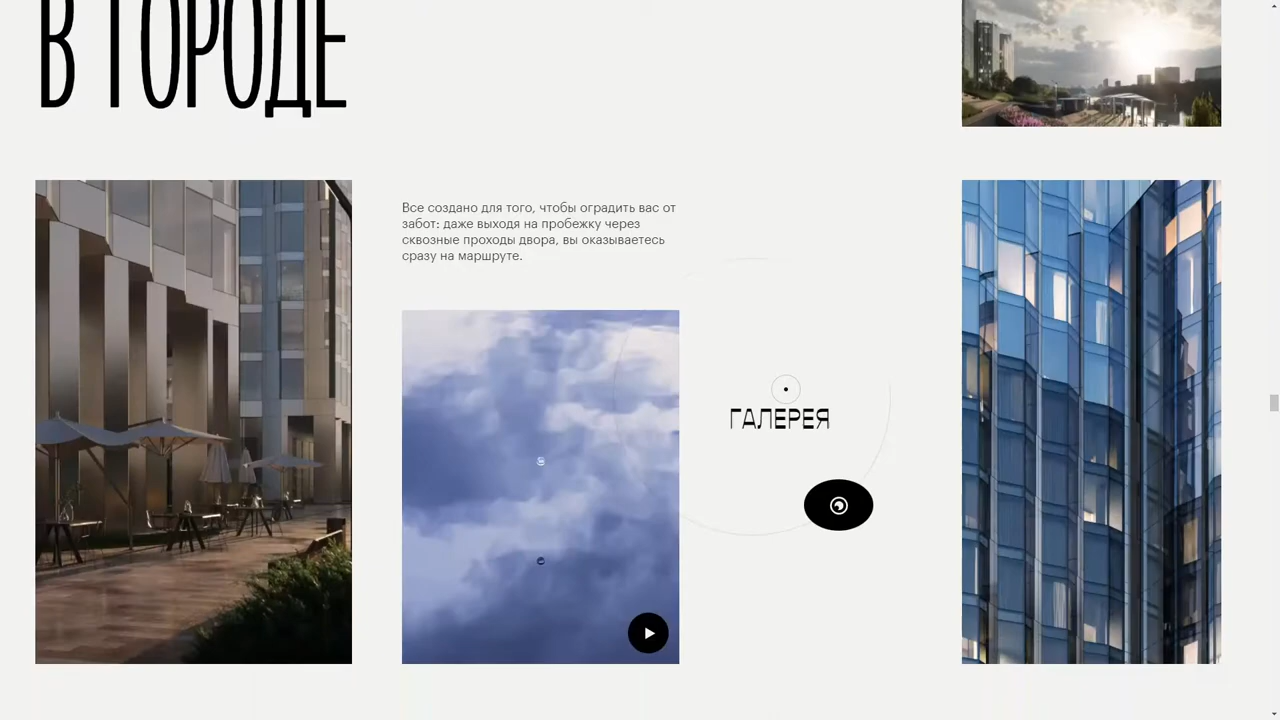 В ГОРОДЕ
Все создано для того, чтобы оградить вас от
забот: даже выходя на пробежку через
сквозные проходы двора, вы оказываетесь
сразу на маршруте.
ГАЛЕРЕЯ